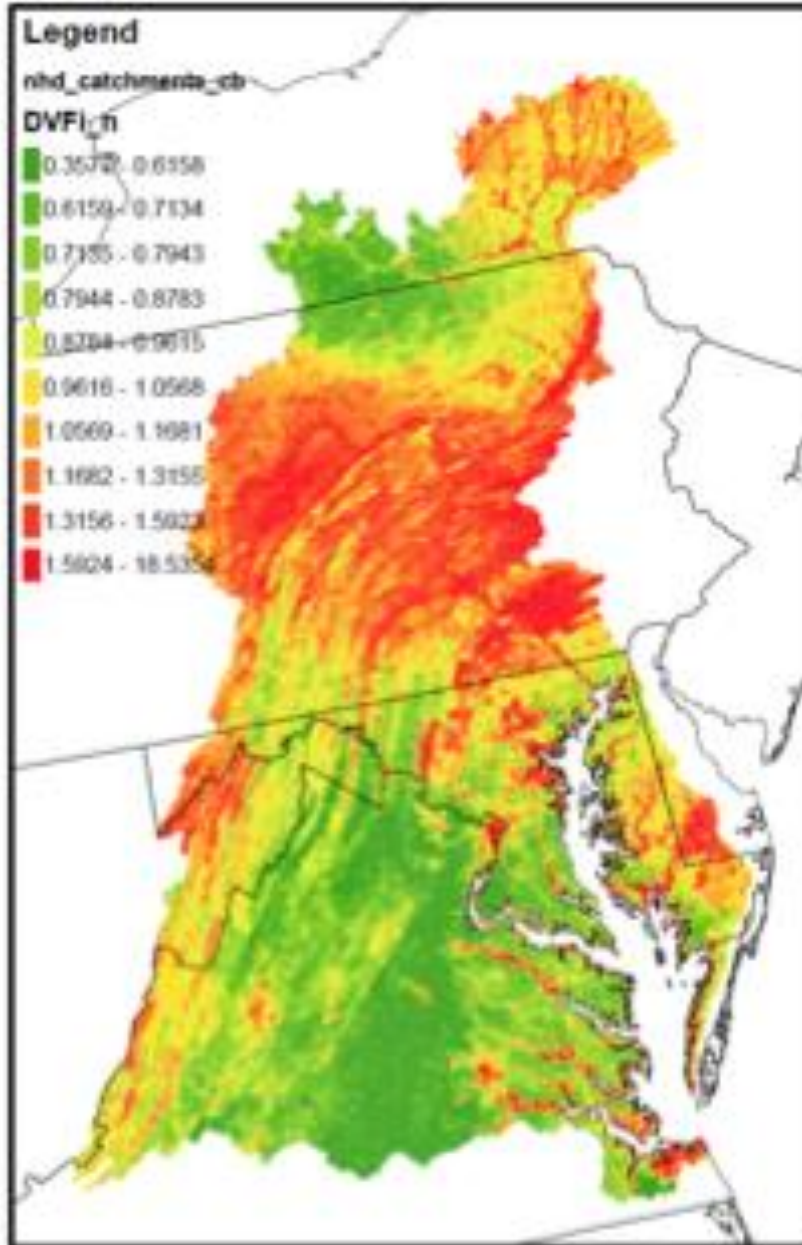 Legend
nhd_catchments_cb
DVFi_n
0.3572 - 0.6158
0.6159 - 0.7134
0.7135 - 0.7943
0.7944 - 0.8783
0.8784 - 0.9615
0.9616 - 1.0568
1.0569 - 1.1681
1.1682 - 1.3155
1.3156 - 1.5923
1.5924 - 18.5354